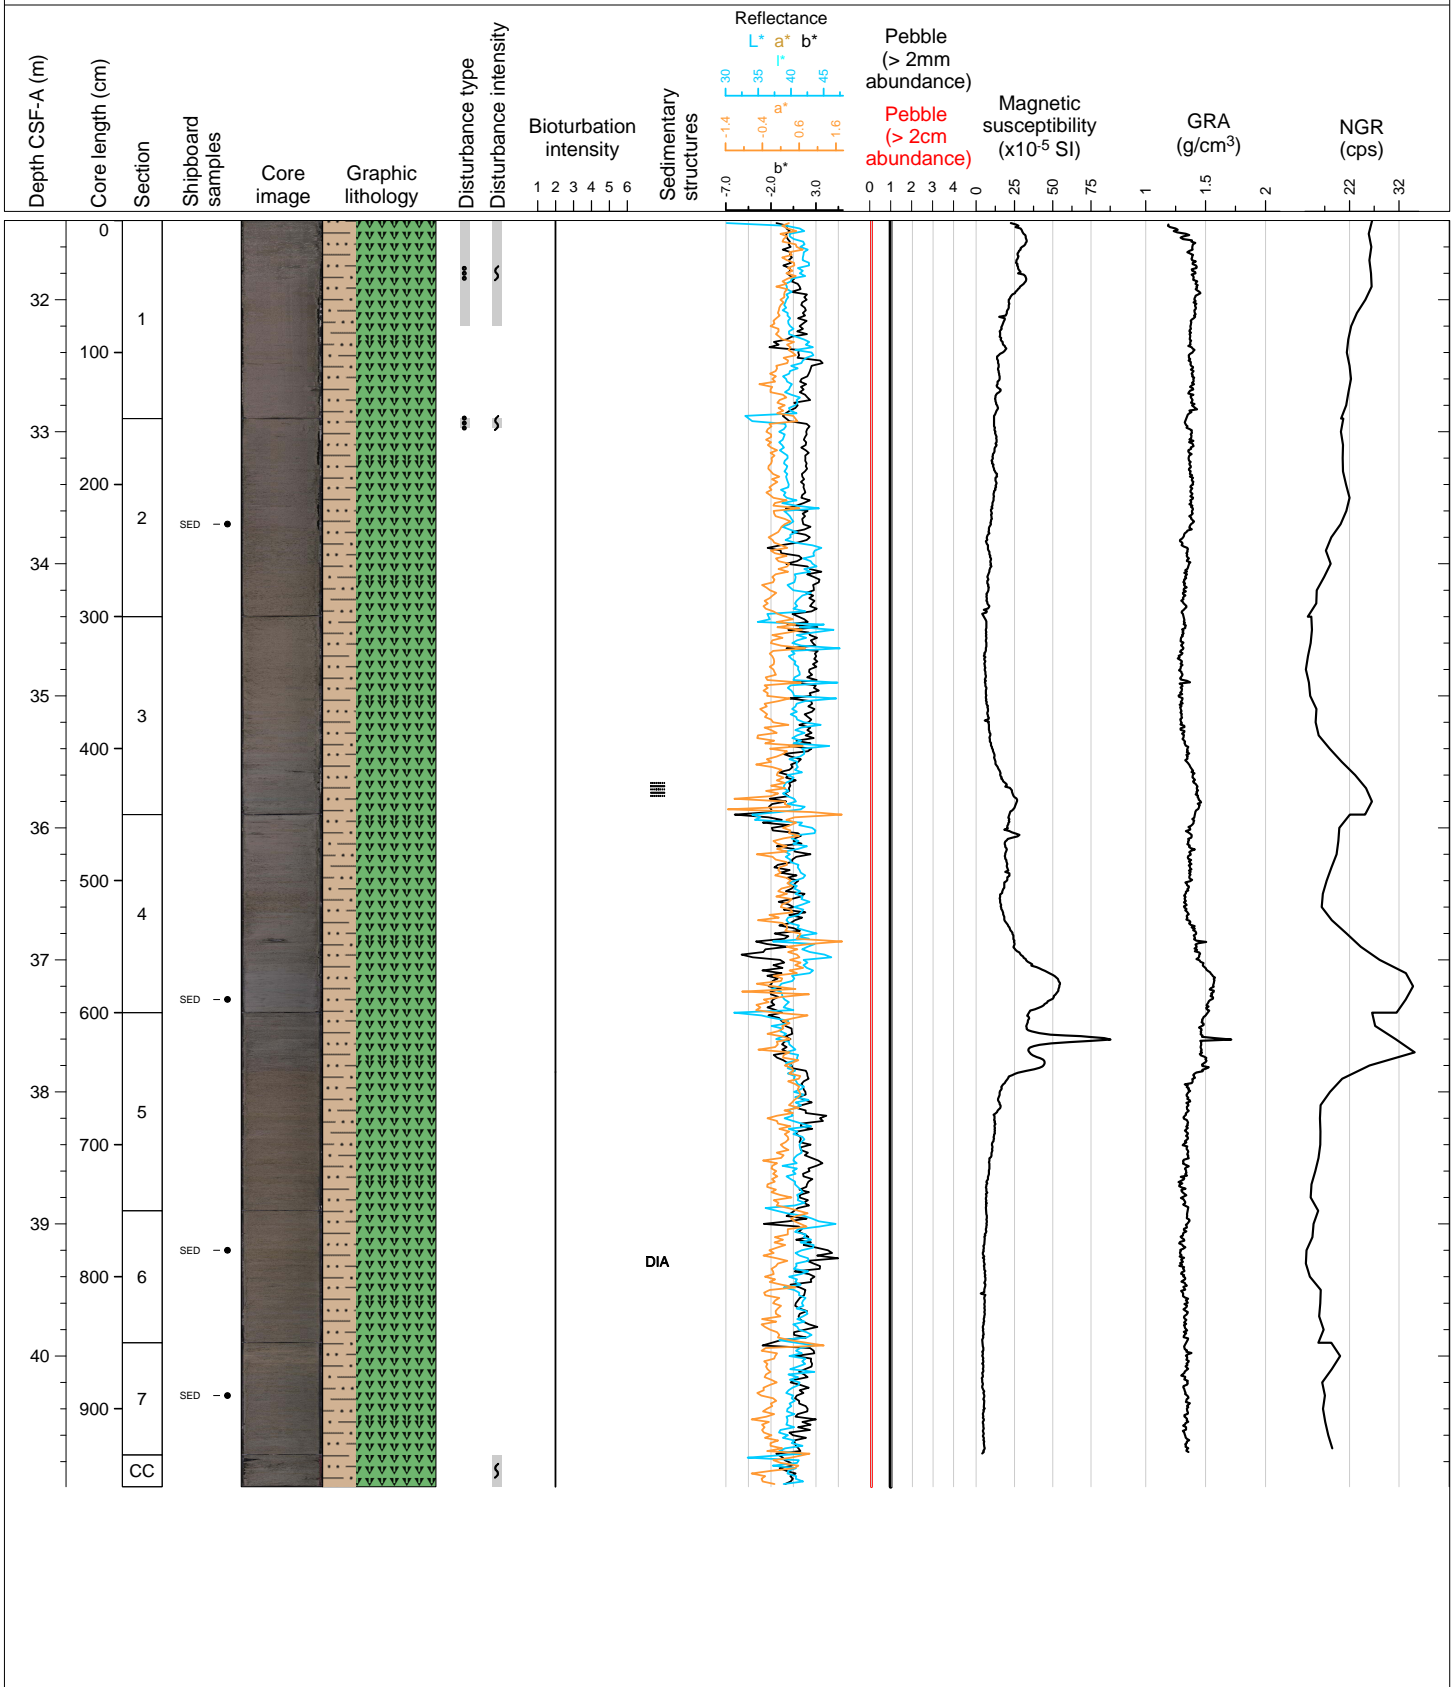 Depth CSF-A (m)
Core length (cm)
Section
Shipboard
samples
Core
image
Graphic
lithology
Disturbance type
Disturbance intensity
Bioturbation
intensity
1 2 3 4 5 6
Sedimentary
structures
Reflectance
L* a* b*
l*
30 35 40 45
a*
-1.4 -0.4 0.6 1.6
b*
-7.0 -2.0 3.0
Pebble
(> 2mm
abundance)
Pebble
(> 2cm
abundance)
0 1 2 3 4
Magnetic
susceptibility
(x10-5 SI)
0 25 50 75
GRA
(g/cm3)
1 1.5 2
NGR
(cps)
22 32
0
32
1
100
33
200
2
SED
34
300
35
3
400
36
500
4
37
SED
600
38
5
700
39
SED
DIA
800
6
40
SED
7
900
CC